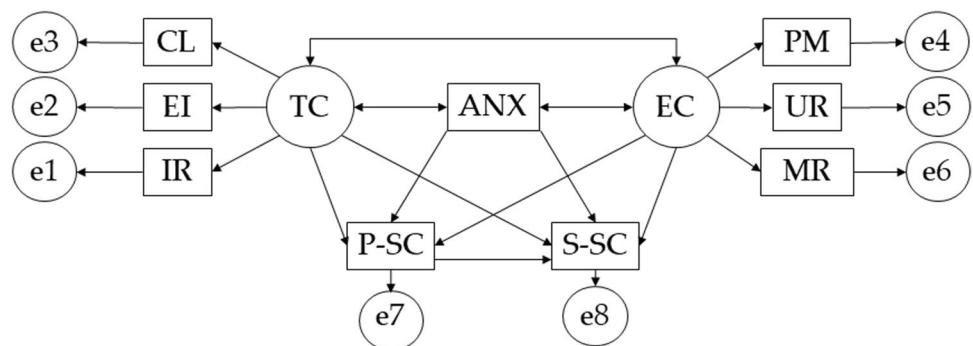 e3 CL PM e4
e2 EI TC ANX EC UR e5
e1 IR MR e6
P-SC S-SC
e7 e8